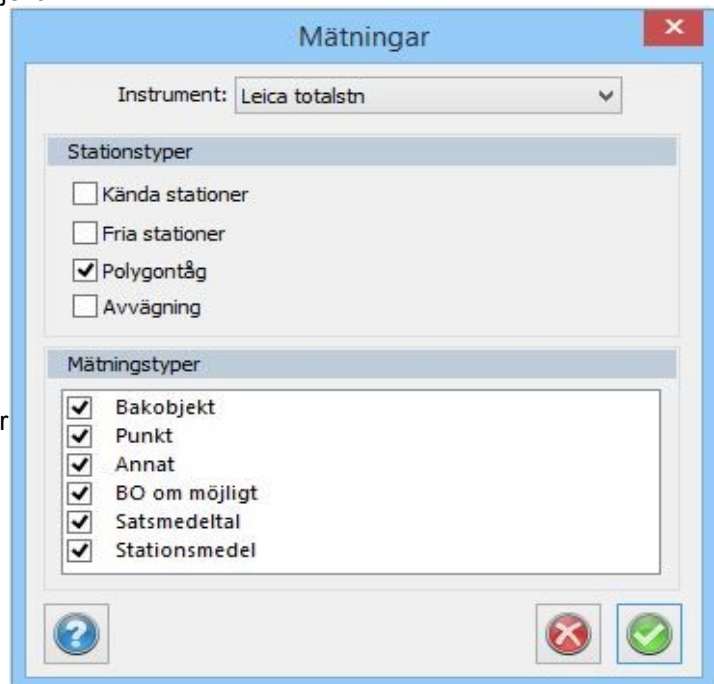 Mätningar
Instrument: Leica totalstn
Stationstyper
Kända stationer
Fria stationer
Polygontåg
Avvägning
Mätningstyper
Bakobjekt
r
Punkt
Annat
BO om möjligt
Satsmedeltal
Stationsmedel